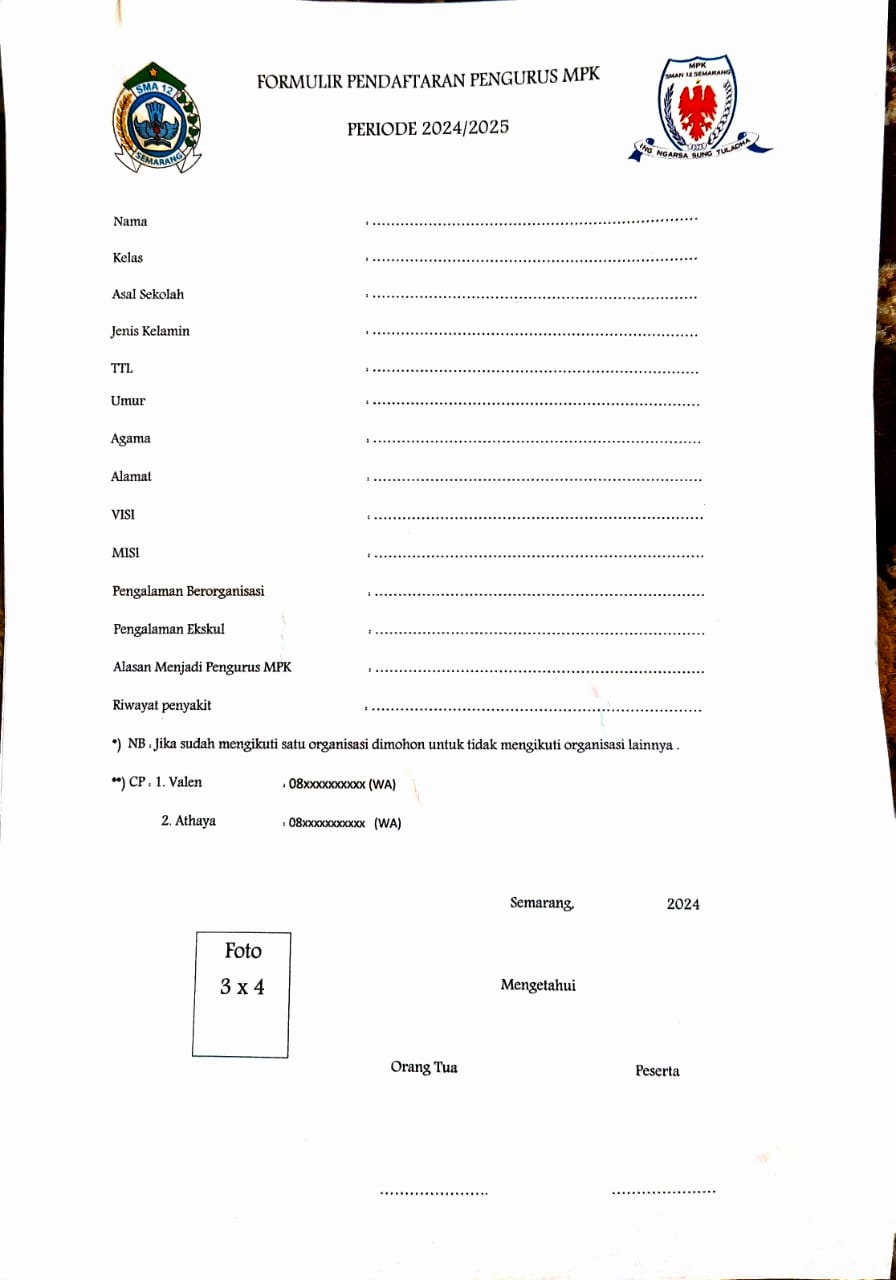 FORMULIR PENDAFTARAN PENGURUS MPK
PERIODE 2024/2025
SMA 12
SEMARANG
MPK
SMAN 12 SEMARANG
ING NGARSA SUNG TULADHA
Nama : ................................................
Kelas : ................................................
Asal Sekolah : ................................................
Jenis Kelamin : ................................................
TTL : ................................................
Umur : ................................................
Agama : ................................................
Alamat : ................................................
VISI : ................................................
MISI : ................................................
Pengalaman Berorganisasi : ................................................
Pengalaman Ekskul : ................................................
Alasan Menjadi Pengurus MPK : ................................................
Riwayat penyakit : ................................................
*) NB : Jika sudah mengikuti satu organisasi dimohon untuk tidak mengikuti organisasi lainnya .
**) CP : 1. Valen : 08xxxxxxxxxx (WA)
2. Athaya : 08xxxxxxxxxxx (WA)
Semarang, 2024
Foto
3 x 4
Mengetahui
Orang Tua Peserta
...................... .....................